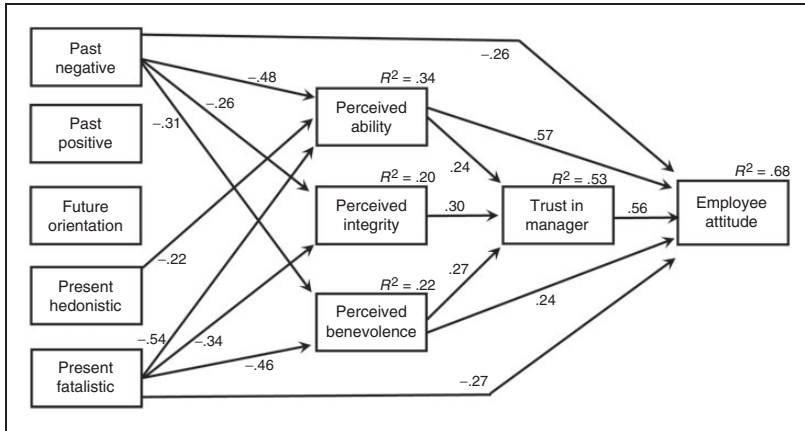 Past
negative
Past
positive
Future
orientation
Present
hedonistic
Present
fatalistic
–.48
–.26
–.31
–.22
–.54
–.34
–.46
R² = .34
Perceived
ability
R² = .20
Perceived
integrity
R² = .22
Perceived
benevolence
–.26
.57
.24
.30
.27
.24
–.27
R² = .53
Trust in
manager
.56
R² = .68
Employee
attitude